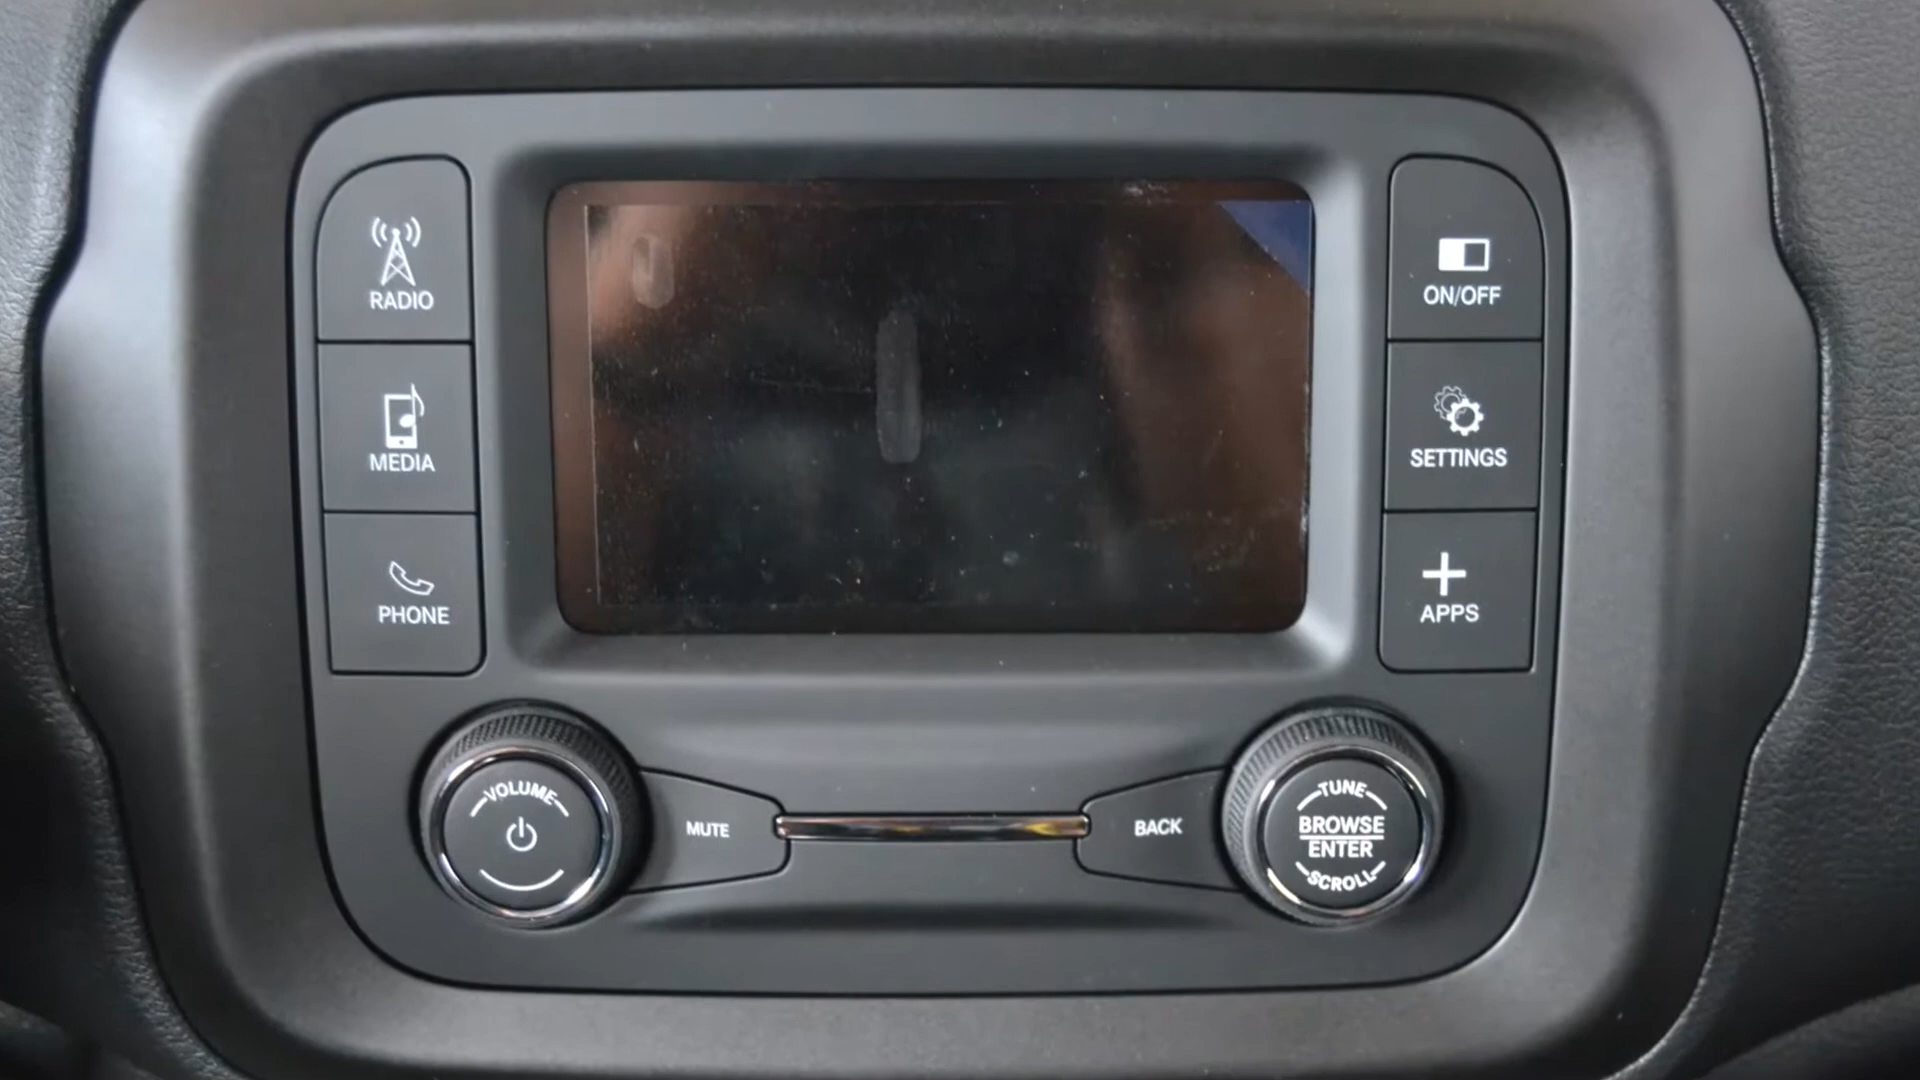 RADIO
MEDIA
PHONE
ON/OFF
SETTINGS
APPS
VOLUME
MUTE
BACK
TUNE
BROWSE
ENTER
SCROLL